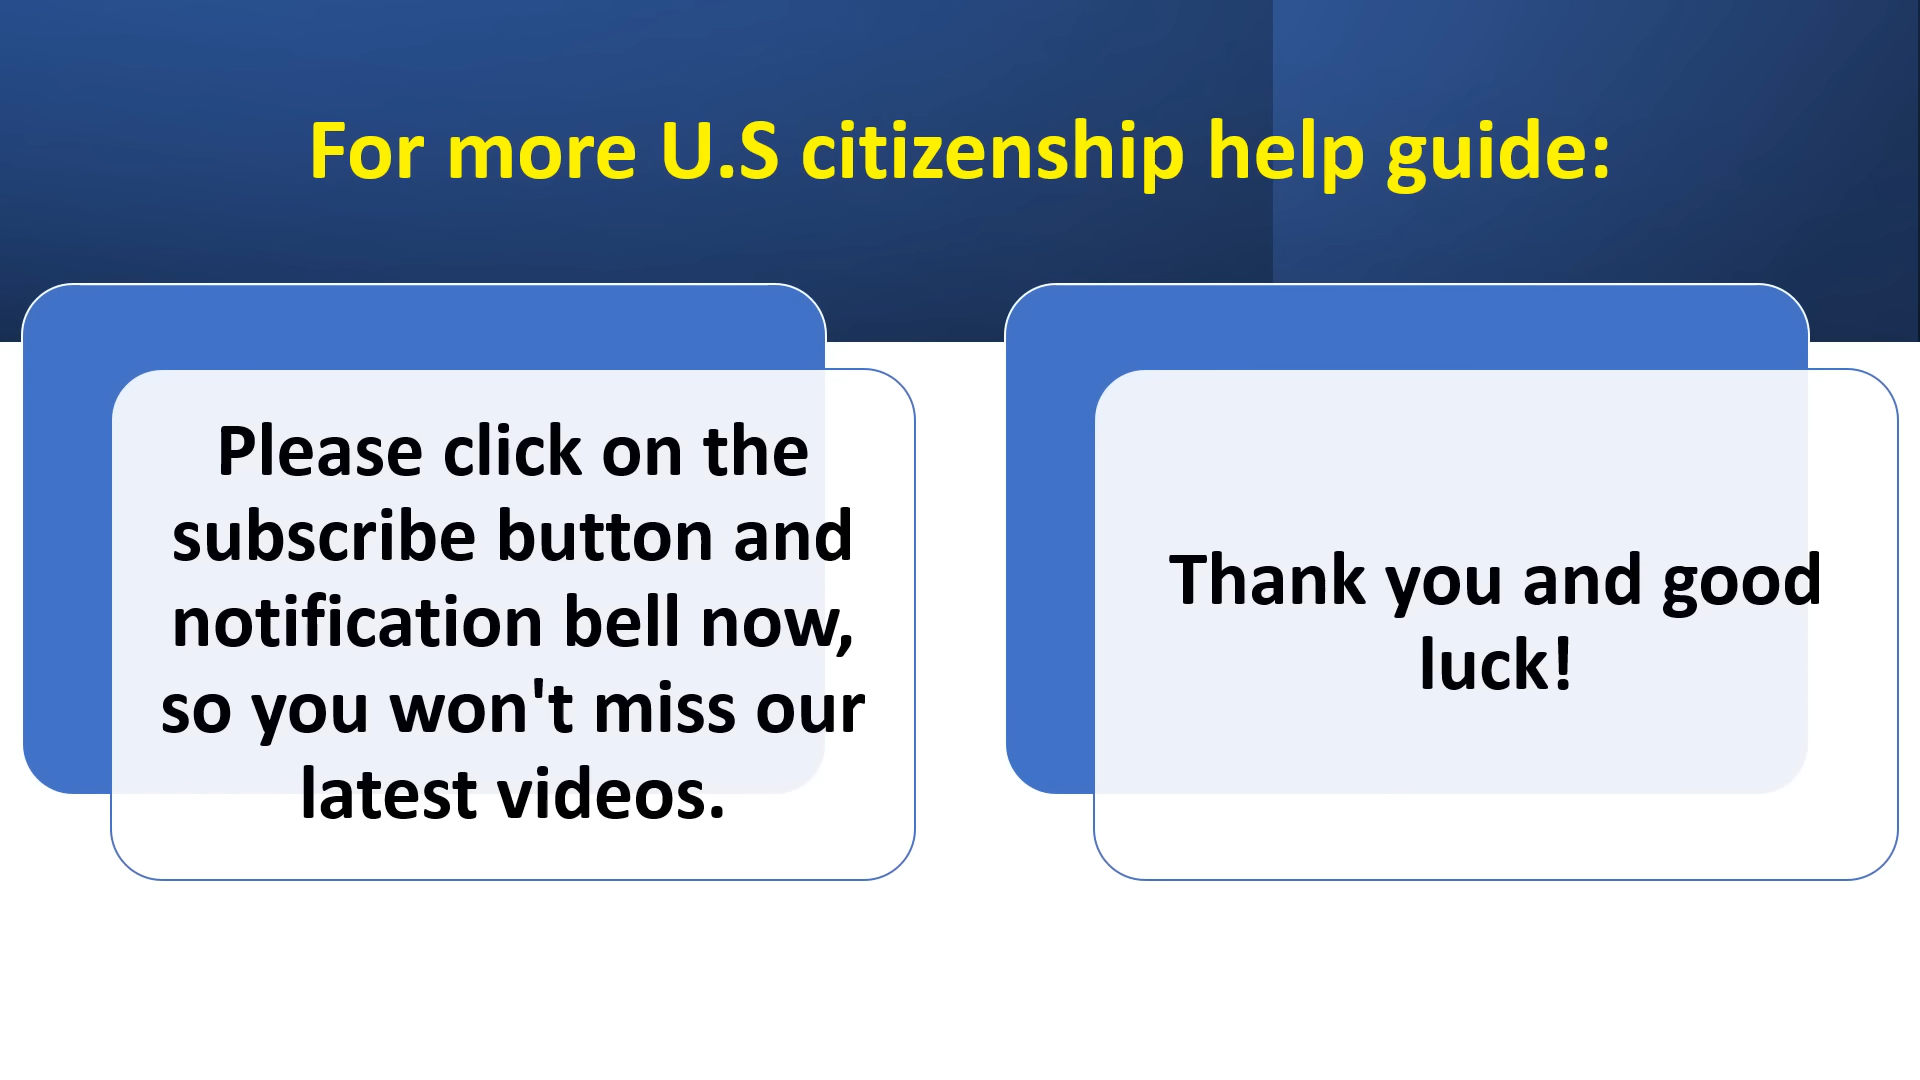 For more U.S citizenship help guide:
Please click on the
subscribe button and
notification bell now,
so you won't miss our
latest videos.
Thank you and good
luck!